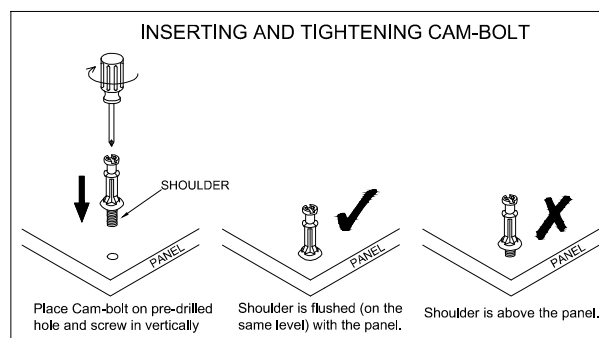 INSERTING AND TIGHTENING CAM-BOLT
SHOULDER
PANEL
PANEL
PANEL
Place Cam-bolt on pre-drilled
hole and screw in vertically
Shoulder is flushed (on the
same level) with the panel.
Shoulder is above the panel.